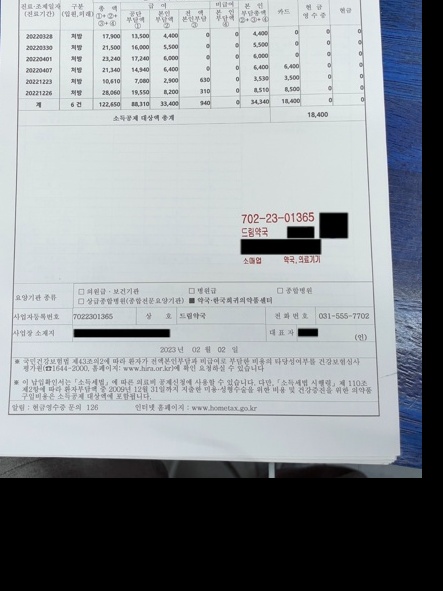 진료·조제일자 구분 총 액 급 여 비급여 본 인 카드 현 금 현금
(진료기간) (입원,외래) ①+②+③+④ 공단부담액① 본인부담액② 전 액본인부담③ 본 인부담액④ 부담총액②+③+④ 영 수 증
20220328 처방 17,900 13,500 4,400 0 0 4,400 0 0 0
20220330 처방 21,500 16,000 5,500 0 0 5,500 0 0 0
20220401 처방 23,240 17,240 6,000 0 0 6,000 0 0 0
20220407 처방 21,340 14,940 6,400 0 0 6,400 6,400 0 0
20221223 처방 10,610 7,080 2,900 630 0 3,530 3,500 0 0
20221226 처방 28,060 19,550 8,200 310 0 8,510 8,500 0 0
계 6 건 122,650 88,310 33,400 940 0 34,340 18,400 0 0
소득공제 대상액 총계 18,400
702-23-01365
드림약국
소매업 약국,의료기기
요양기관 종류 □ 의원급·보건기관 □ 병원급 □ 종합병원
□ 상급종합병원(종합전문요양기관) ■ 약국·한국희귀의약품센터
사업자등록번호 7022301365 상 호 드림약국 전 화 번 호 031-555-7702
사업장 소재지 대 표 자 (인)
2023 년 02 월 02 일
※ 국민건강보험법 제43조의2에 따라 환자가 전액본인부담금과 비급여로 부담한 비용의 타당성여부를 건강보험심사
평가원(☎1644-2000, 홈페이지: www.hira.or.kr)에 확인 요청하실 수 있습니다
※ 이 납입확인서는「소득세법」에 따른 의료비 공제신청에 사용할 수 있습니다. 다만,「소득세법 시행령」제 110조
제2항에 따라 환자부담액 중 2009년 12월 31일까지 지출한 미용·성형수술을 위한 비용 및 건강증진을 위한 의약품
구입비용은 소득공제 대상액에 포함됩니다.
알림 : 현금영수증 문의 126 인터넷 홈페이지 : www.hometax.go.kr